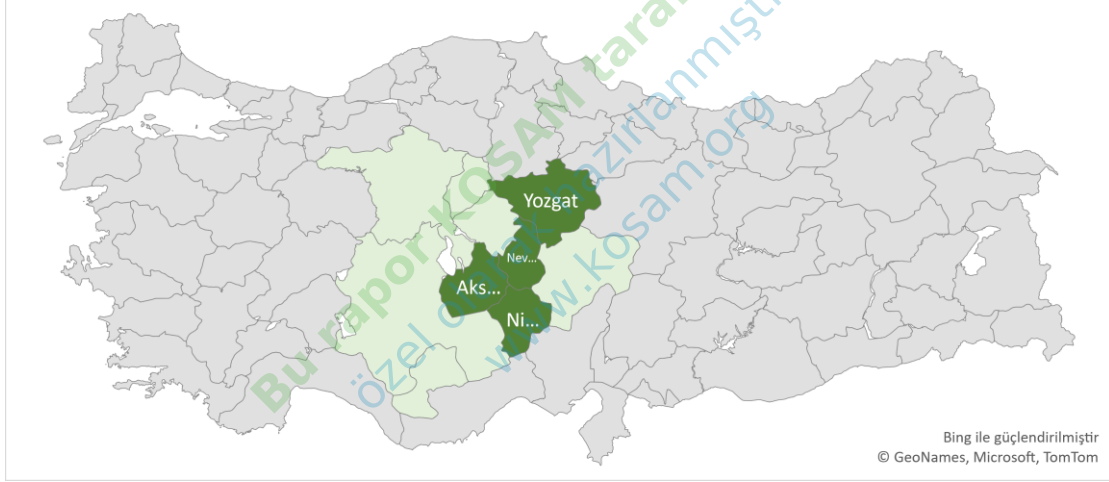 Bu rapor KOSAM
özel olarak hazırlanmıştır
www.kosam.org
Yozgat
Nev...
Aks...
Ni...
Bing ile güçlendirilmiştir
© GeoNames, Microsoft, TomTom